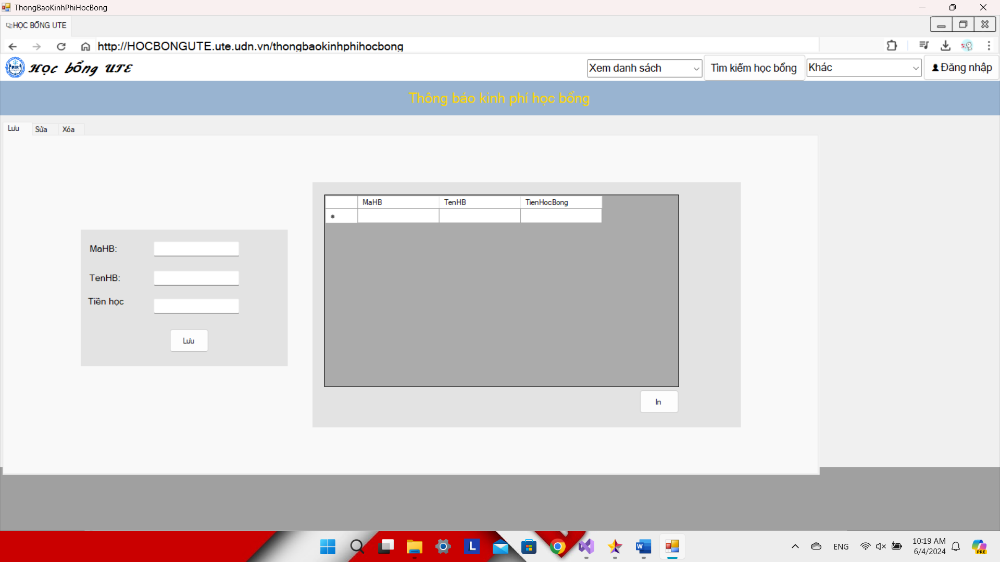 ThongBaoKinhPhiHocBong
HỌC BỔNG UTE
http://HOCBONGUTE.ute.udn.vn/thongbaokinhphihocbong
Học bổng UTE
Xem danh sách
Tìm kiếm học bổng
Khác
Đăng nhập
Thông báo kinh phí học bổng
Lưu
Sửa
Xóa
MaHB
TenHB
TienHocBong
MaHB:
TenHB:
Tiền học
Lưu
In
L
W
ENG
10:19 AM
6/4/2024
PRE